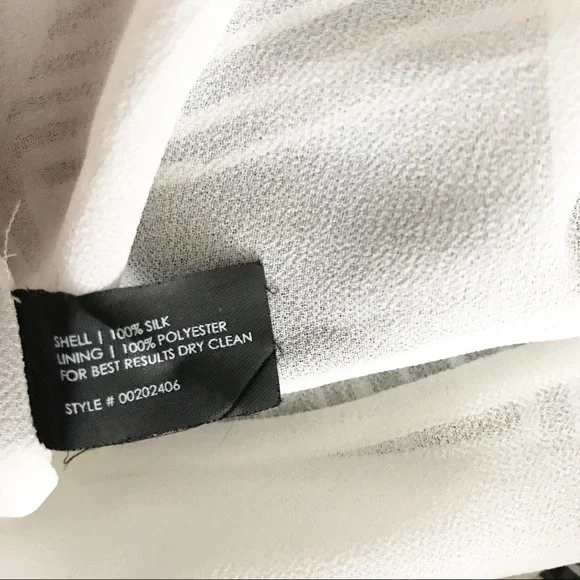 SHELL | 100% SILK
LINING | 100% POLYESTER
FOR BEST RESULTS DRY CLEAN
STYLE # 00202406